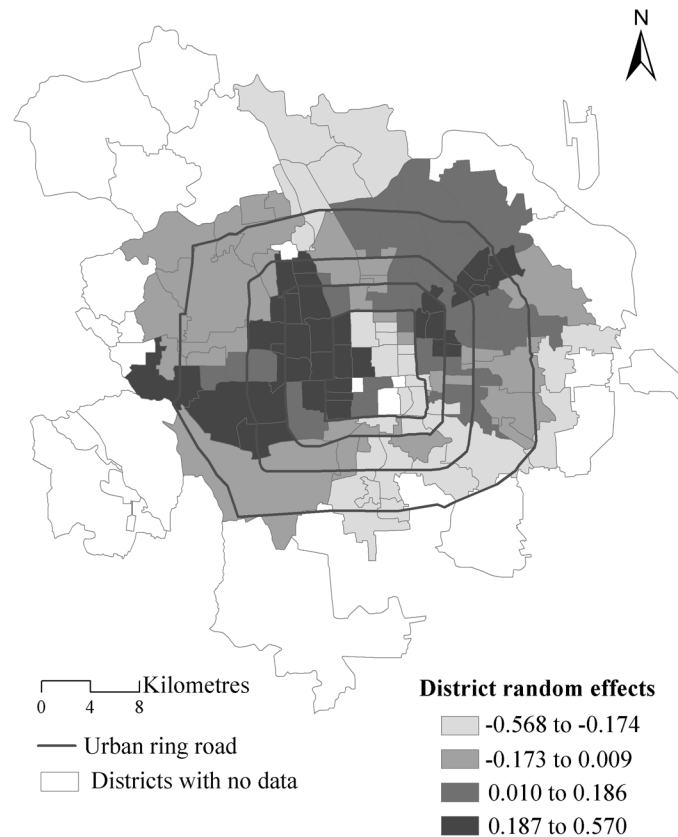 N
Kilometres
0 4 8
Urban ring road
Districts with no data
District random effects
-0.568 to -0.174
-0.173 to 0.009
0.010 to 0.186
0.187 to 0.570